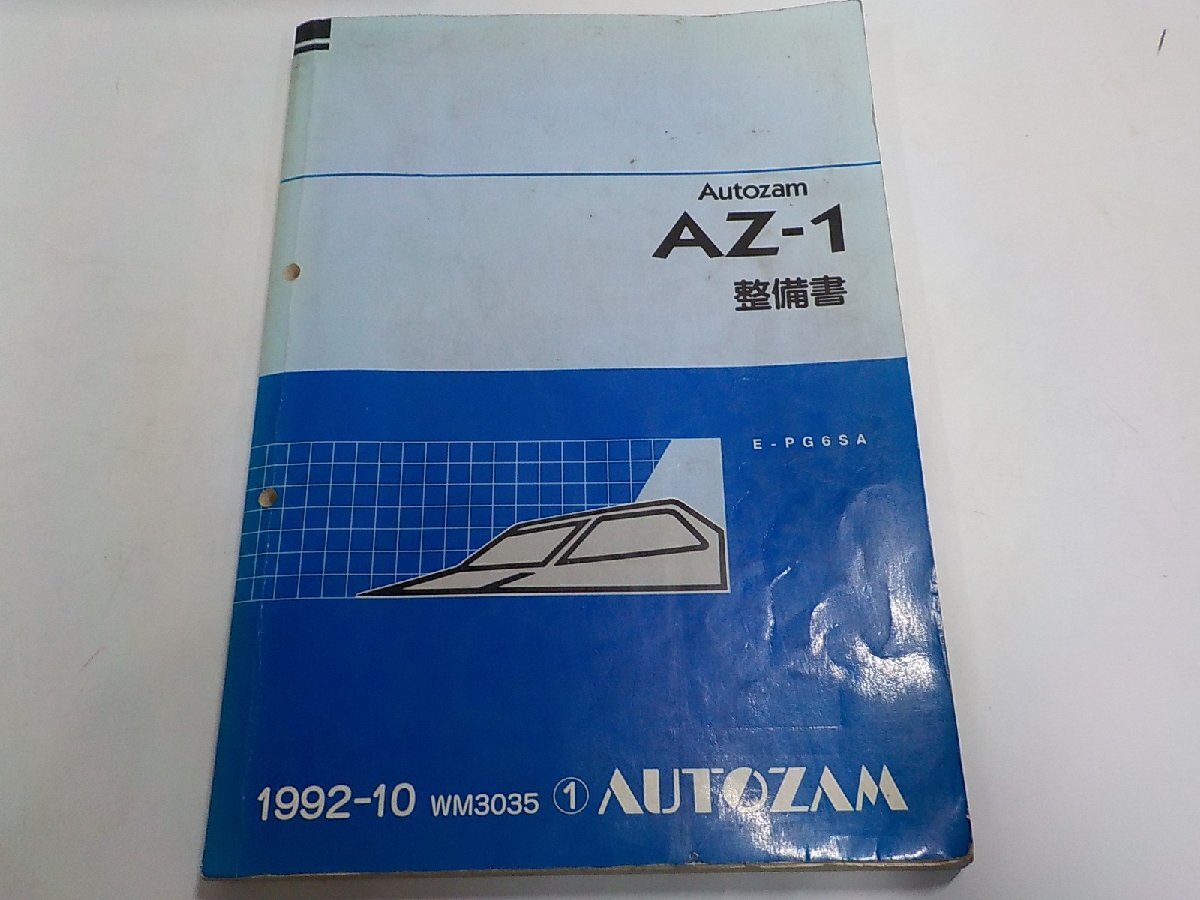 Autozam
AZ-1
整備書
E-PG6SA
1992-10 WM3035 ① AUTOZAM